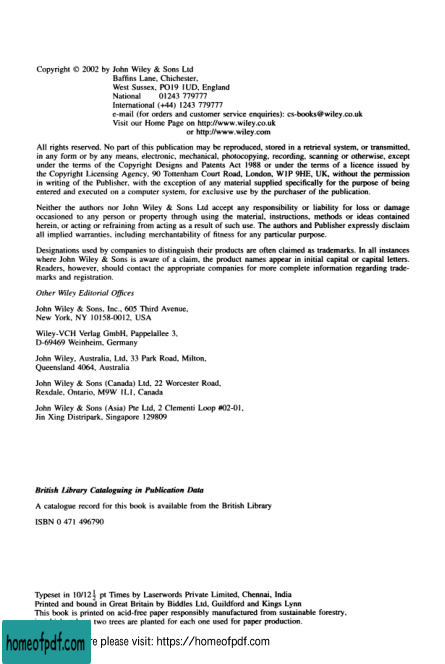 Copyright © 2002 by John Wiley & Sons Ltd
Baffins Lane, Chichester,
West Sussex, PO19 1UD, England
National 01243 779777
International (+44) 1243 779777
e-mail (for orders and customer service enquiries): cs-books@wiley.co.uk
Visit our Home Page on http://www.wiley.co.uk
or http://www.wiley.com
All rights reserved. No part of this publication may be reproduced, stored in a retrieval system, or transmitted,
in any form or by any means, electronic, mechanical, photocopying, recording, scanning or otherwise, except
under the terms of the Copyright Designs and Patents Act 1988 or under the terms of a licence issued by
the Copyright Licensing Agency, 90 Tottenham Court Road, London, W1P 9HE, UK, without the permission
in writing of the Publisher, with the exception of any material supplied specifically for the purpose of being
entered and executed on a computer system, for exclusive use by the purchaser of the publication.
Neither the authors nor John Wiley & Sons Ltd accept any responsibility or liability for loss or damage
occasioned to any person or property through using the material, instructions, methods or ideas contained
herein, or acting or refraining from acting as a result of such use. The authors and Publisher expressly disclaim
all implied warranties, including merchantability of fitness for any particular purpose.
Designations used by companies to distinguish their products are often claimed as trademarks. In all instances
where John Wiley & Sons is aware of a claim, the product names appear in initial capital or capital letters.
Readers, however, should contact the appropriate companies for more complete information regarding trade-
marks and registration.
Other Wiley Editorial Offices
John Wiley & Sons, Inc., 605 Third Avenue,
New York, NY 10158-0012, USA
Wiley-VCH Verlag GmbH, Pappelallee 3,
D-69469 Weinheim, Germany
John Wiley, Australia, Ltd, 33 Park Road, Milton,
Queensland 4064, Australia
John Wiley & Sons (Canada) Ltd, 22 Worcester Road,
Rexdale, Ontario, M9W 1L1, Canada
John Wiley & Sons (Asia) Pte Ltd, 2 Clementi Loop #02-01,
Jin Xing Distripark, Singapore 129809
British Library Cataloguing in Publication Data
A catalogue record for this book is available from the British Library
ISBN 0 471 496790
Typeset in 10/12½ pt Times by Laserwords Private Limited, Chennai, India
Printed and bound in Great Britain by Biddles Ltd, Guildford and Kings Lynn
This book is printed on acid-free paper responsibly manufactured from sustainable forestry,
two trees are planted for each one used for paper production.
homeofpdf.com please visit: https://homeofpdf.com